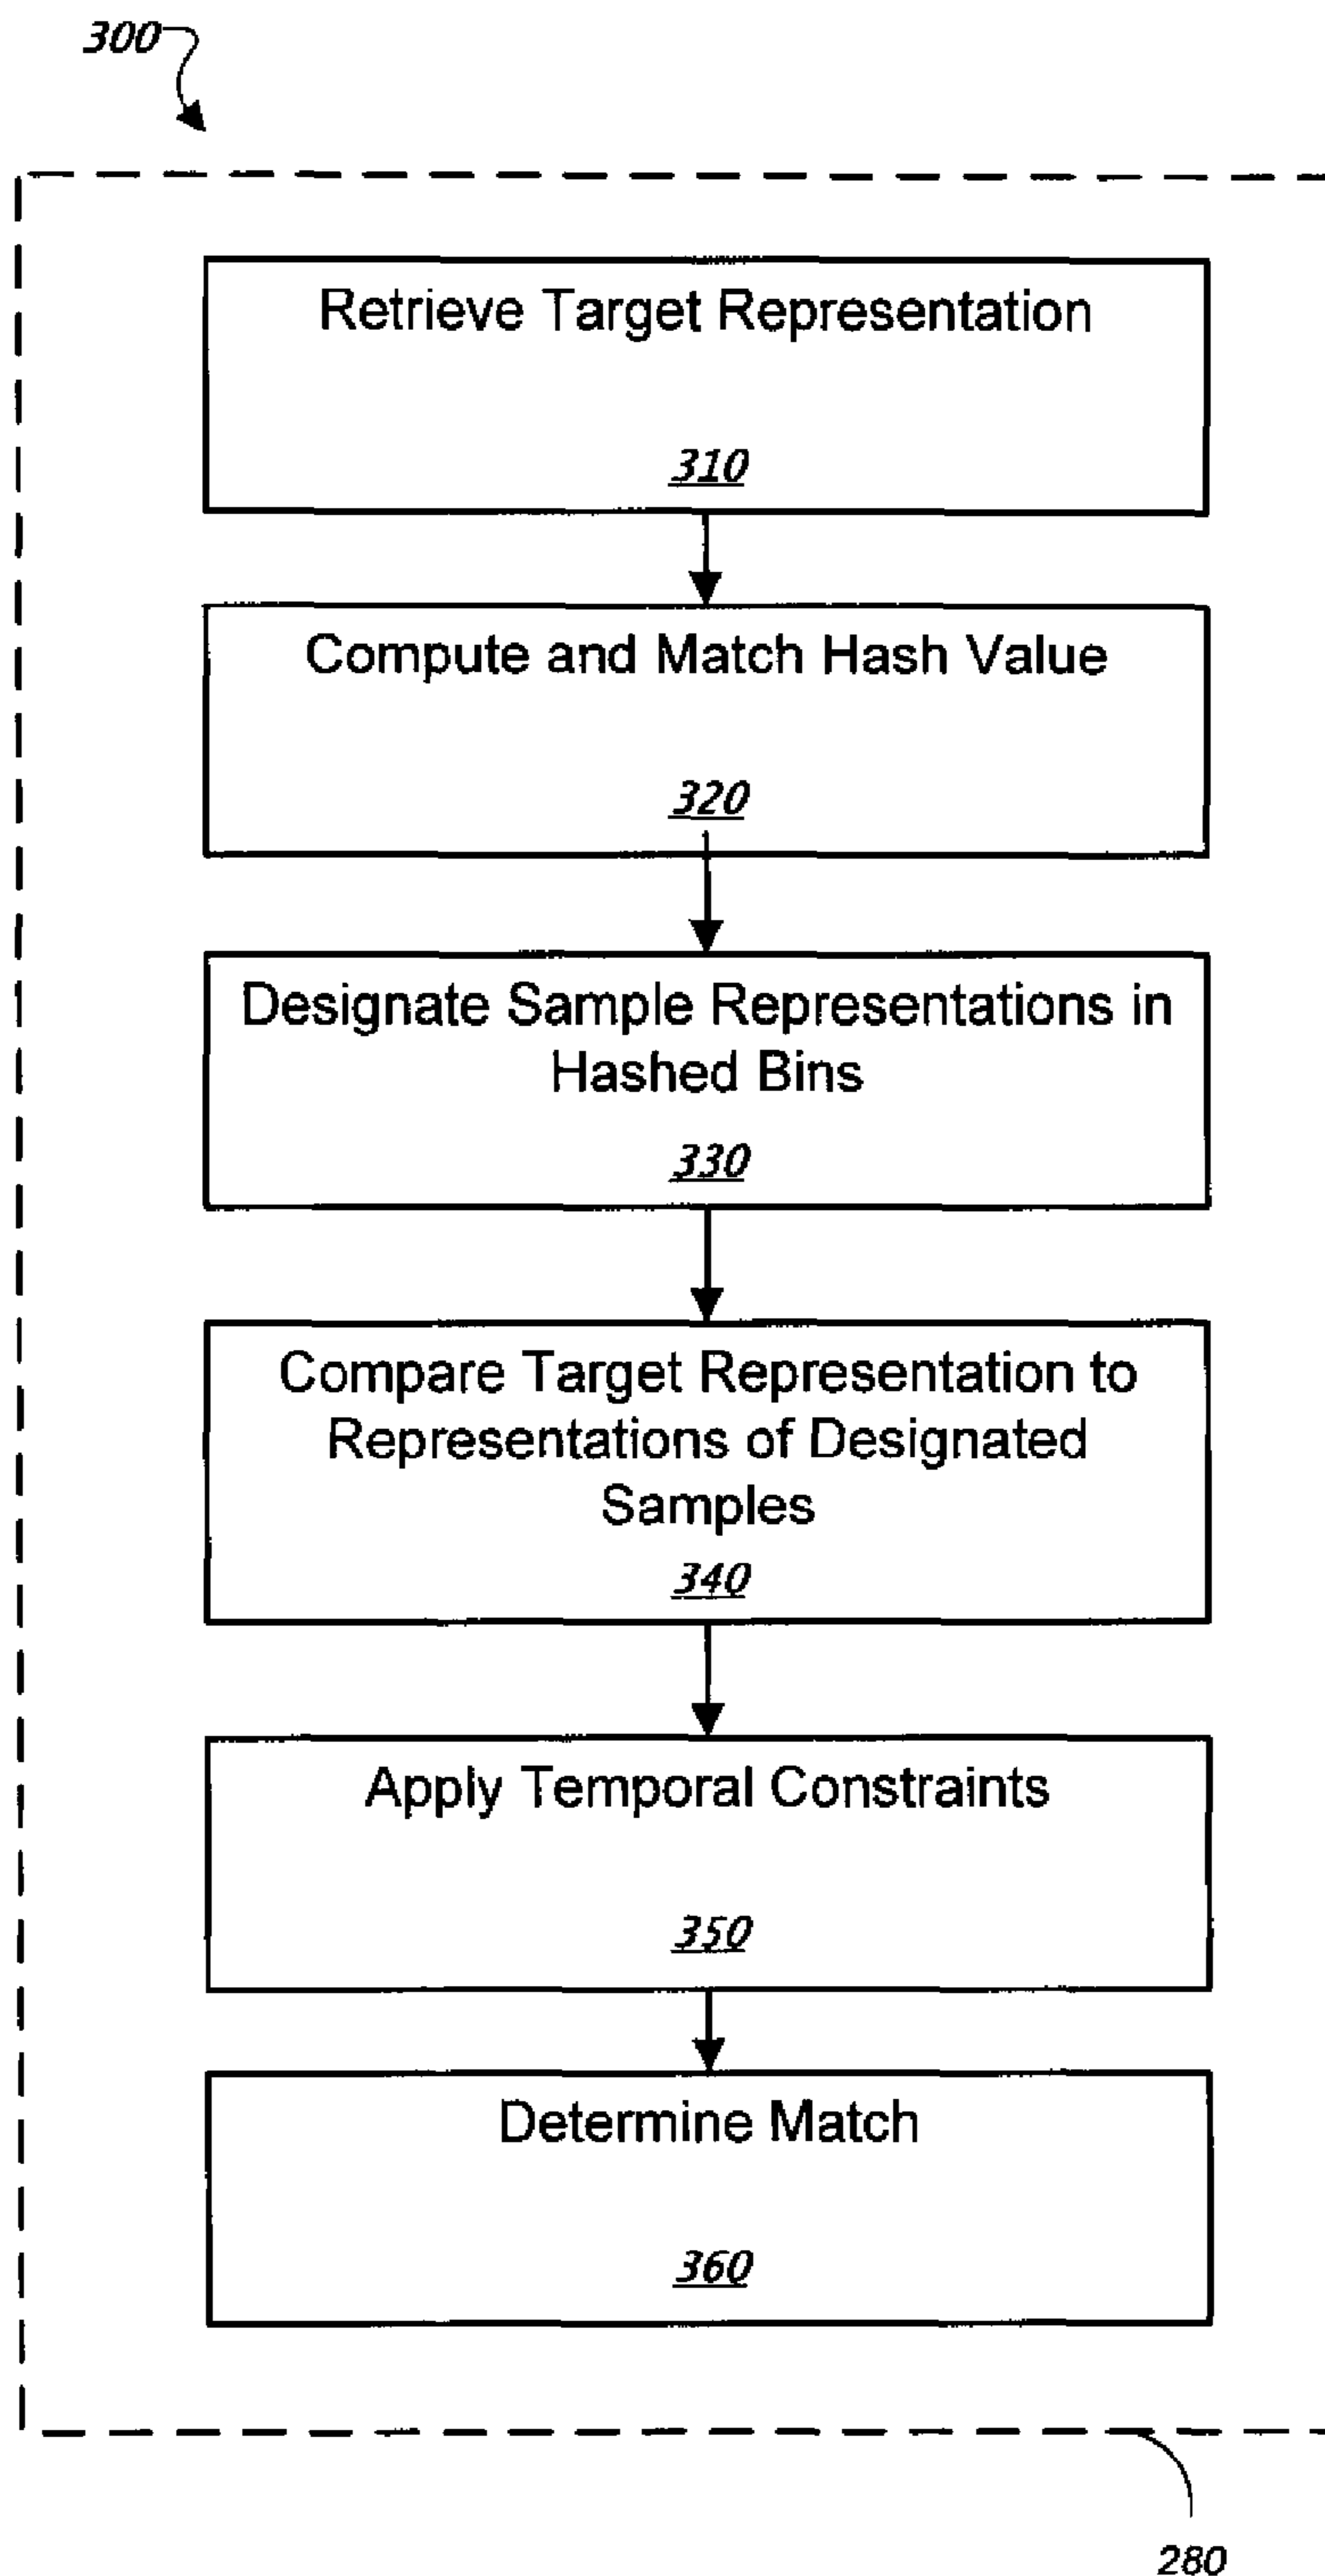 300
Retrieve Target Representation
310
Compute and Match Hash Value
320
Designate Sample Representations in
Hashed Bins
330
Compare Target Representation to
Representations of Designated
Samples
340
Apply Temporal Constraints
350
Determine Match
360
280